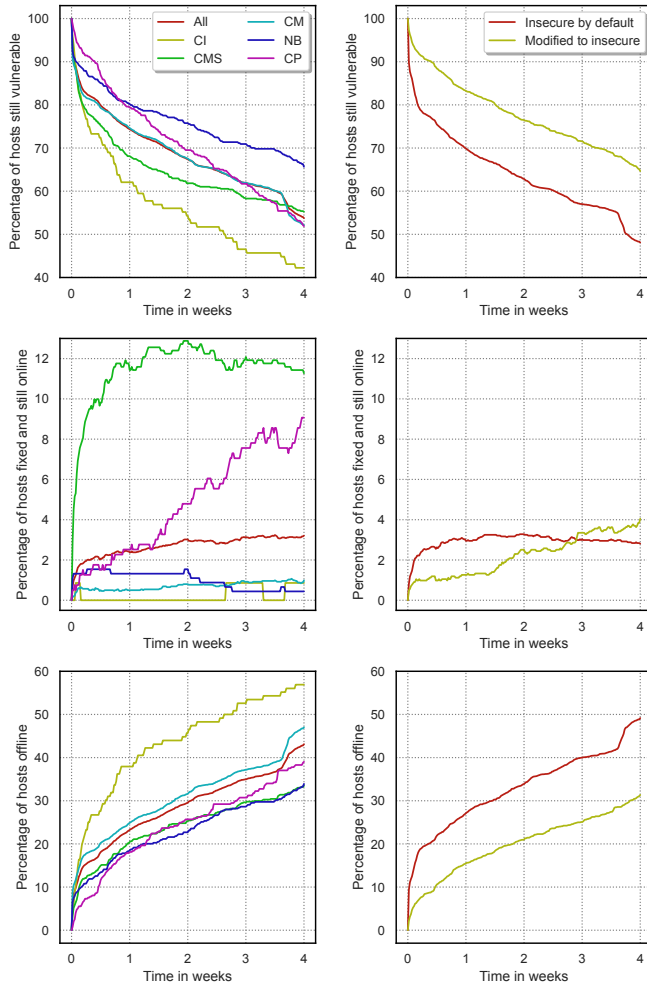 Percentage of hosts still vulnerable
100
90
80
70
60
50
40
0 1 2 3 4
Time in weeks
All
CI
CMS
CM
NB
CP
Percentage of hosts still vulnerable
100
90
80
70
60
50
40
0 1 2 3 4
Time in weeks
Insecure by default
Modified to insecure
Percentage of hosts fixed and still online
12
10
8
6
4
2
0
0 1 2 3 4
Time in weeks
Percentage of hosts fixed and still online
12
10
8
6
4
2
0
0 1 2 3 4
Time in weeks
Percentage of hosts offline
60
50
40
30
20
10
0
0 1 2 3 4
Time in weeks
Percentage of hosts offline
60
50
40
30
20
10
0
0 1 2 3 4
Time in weeks